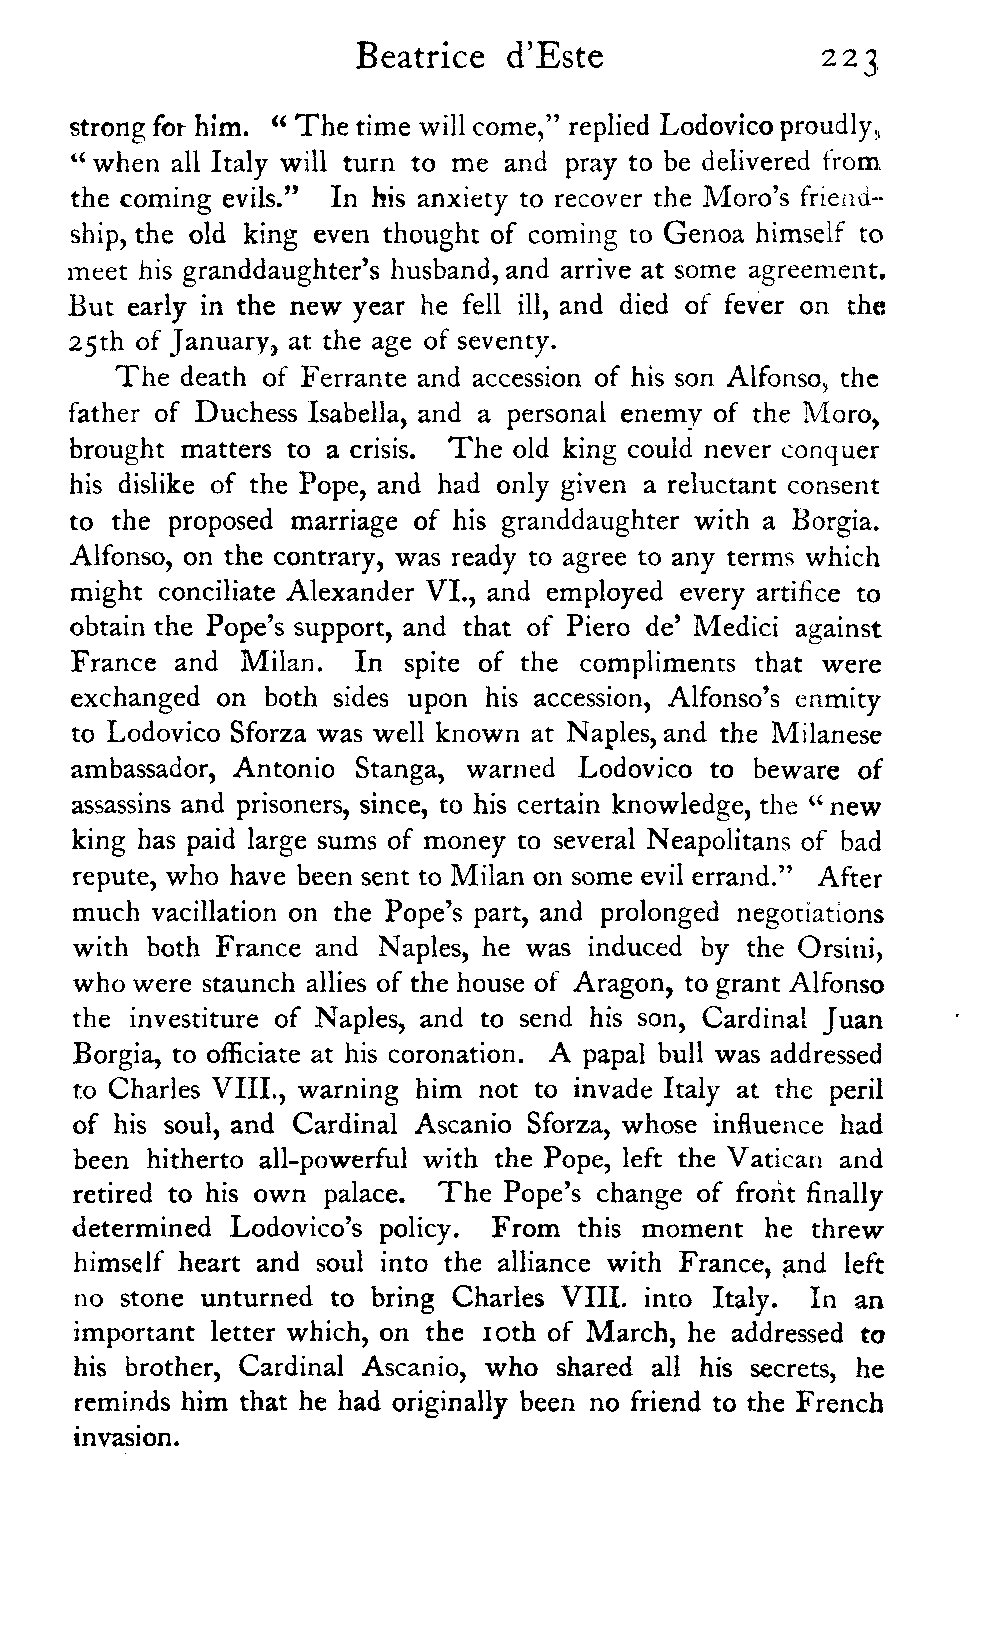 Beatrice d'Este 223
strong for him. " The time will come," replied Lodovico proudly,
" when all Italy will turn to me and pray to be delivered from
the coming evils." In his anxiety to recover the Moro's friend-
ship, the old king even thought of coming to Genoa himself to
meet his granddaughter's husband, and arrive at some agreement.
But early in the new year he fell ill, and died of fever on the
25th of January, at the age of seventy.
The death of Ferrante and accession of his son Alfonso, the
father of Duchess Isabella, and a personal enemy of the Moro,
brought matters to a crisis. The old king could never conquer
his dislike of the Pope, and had only given a reluctant consent
to the proposed marriage of his granddaughter with a Borgia.
Alfonso, on the contrary, was ready to agree to any terms which
might conciliate Alexander VI., and employed every artifice to
obtain the Pope's support, and that of Piero de' Medici against
France and Milan. In spite of the compliments that were
exchanged on both sides upon his accession, Alfonso's enmity
to Lodovico Sforza was well known at Naples, and the Milanese
ambassador, Antonio Stanga, warned Lodovico to beware of
assassins and prisoners, since, to his certain knowledge, the " new
king has paid large sums of money to several Neapolitans of bad
repute, who have been sent to Milan on some evil errand." After
much vacillation on the Pope's part, and prolonged negotiations
with both France and Naples, he was induced by the Orsini,
who were staunch allies of the house of Aragon, to grant Alfonso
the investiture of Naples, and to send his son, Cardinal Juan
Borgia, to officiate at his coronation. A papal bull was addressed
to Charles VIII., warning him not to invade Italy at the peril
of his soul, and Cardinal Ascanio Sforza, whose influence had
been hitherto all-powerful with the Pope, left the Vatican and
retired to his own palace. The Pope's change of front finally
determined Lodovico's policy. From this moment he threw
himself heart and soul into the alliance with France, and left
no stone unturned to bring Charles VIII. into Italy. In an
important letter which, on the 10th of March, he addressed to
his brother, Cardinal Ascanio, who shared all his secrets, he
reminds him that he had originally been no friend to the French
invasion.